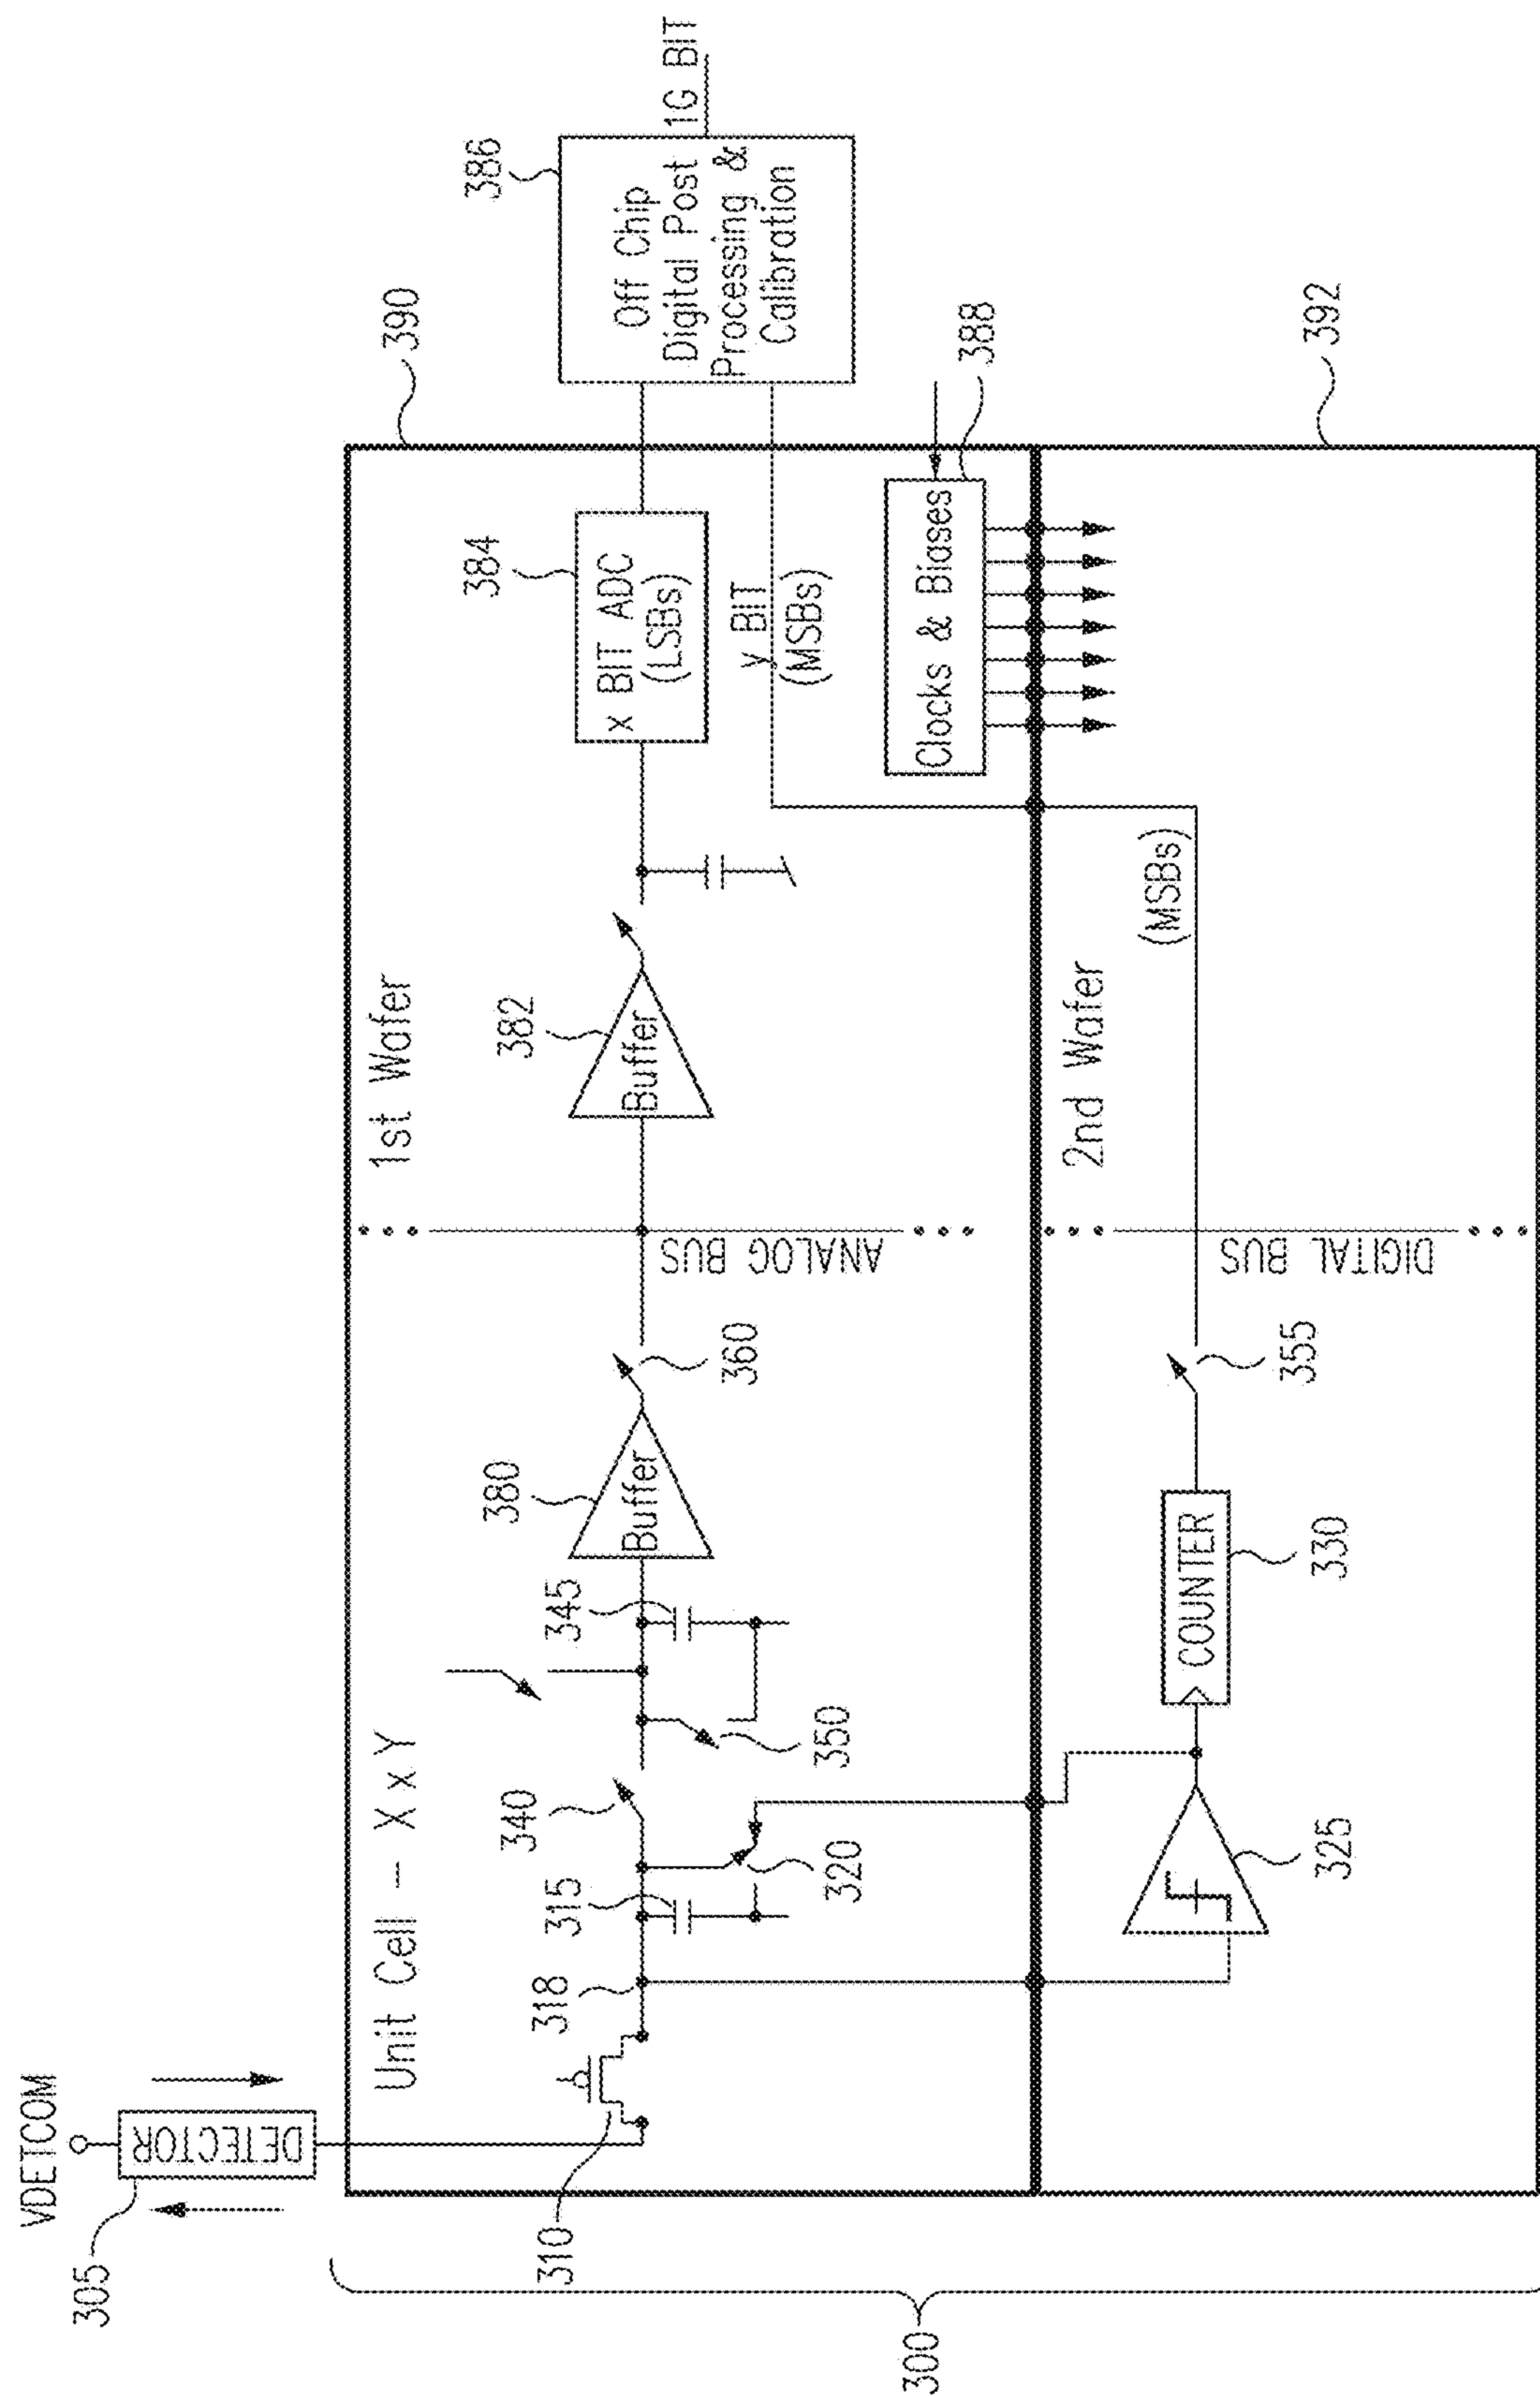 VDETCOM
305
DETECTOR
390
1st Wafer
Unit Cell - X x Y
310
318
315
320
340
350
345
380
Buffer
360
ANALOG BUS
382
Buffer
384
x BIT ADC
(LSBs)
y BIT
(MSBs)
386
Off Chip
Digital Post
Processing &
Calibration
1G BIT
388
Clocks & Biases
392
2nd Wafer
325
COUNTER
330
355
DIGITAL BUS
(MSBs)
300